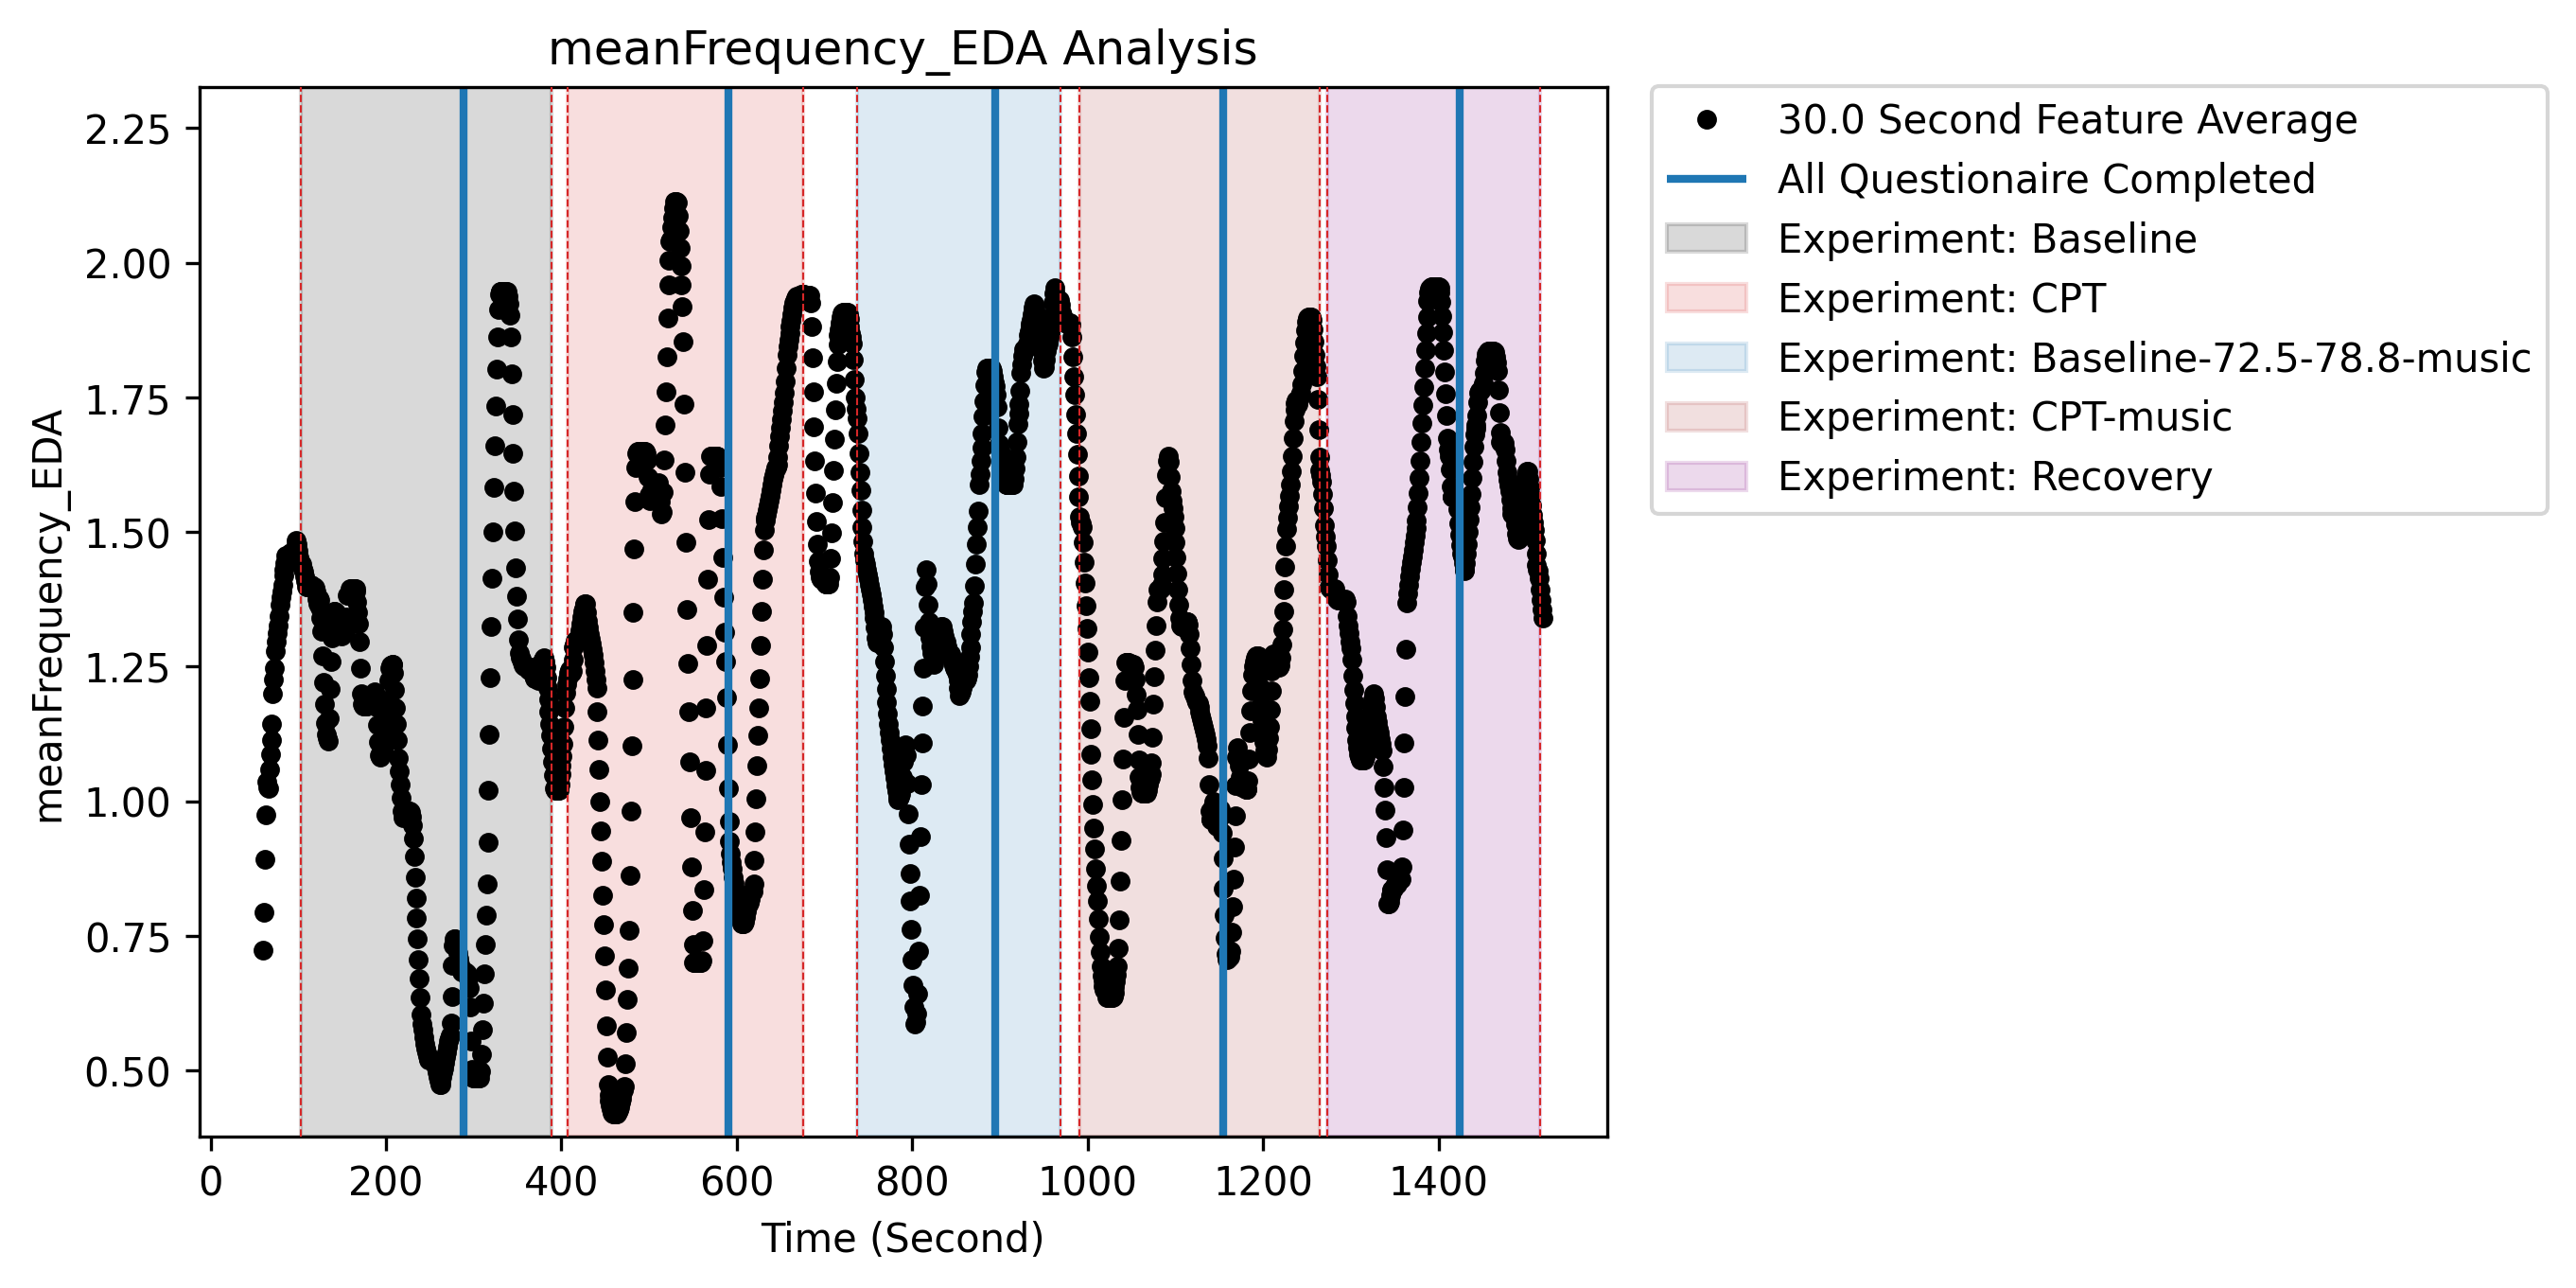 meanFrequency_EDA Analysis
2.25
2.00
1.75
1.50
1.25
1.00
0.75
0.50
meanFrequency_EDA
0 200 400 600 800 1000 1200 1400
Time (Second)
30.0 Second Feature Average
All Questionaire Completed
Experiment: Baseline
Experiment: CPT
Experiment: Baseline-72.5-78.8-music
Experiment: CPT-music
Experiment: Recovery